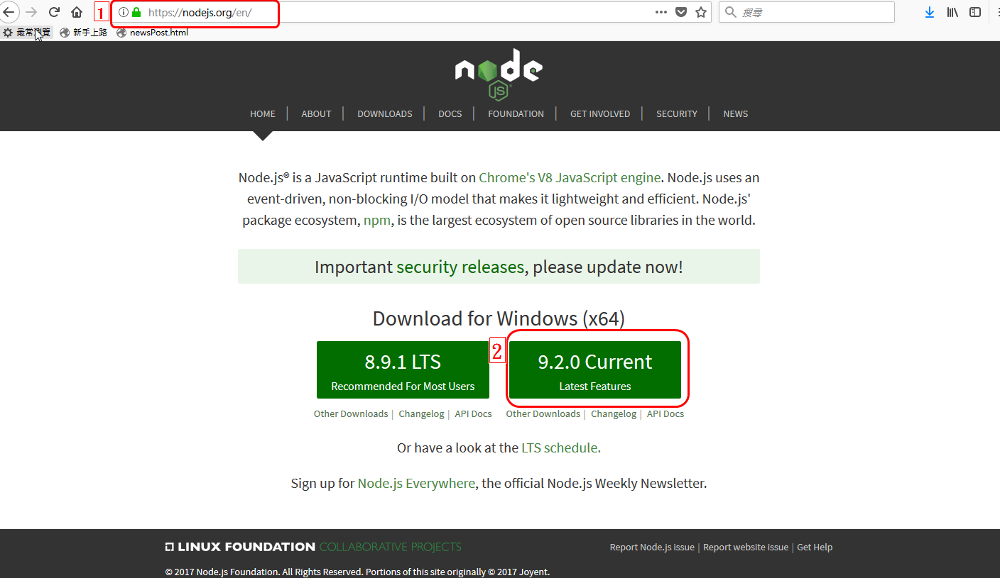 1
https://nodejs.org/en/
搜尋
最常瀏覽 新手上路 newsPost.html
node
JS
HOME | ABOUT | DOWNLOADS | DOCS | FOUNDATION | GET INVOLVED | SECURITY | NEWS
Node.js® is a JavaScript runtime built on Chrome's V8 JavaScript engine. Node.js uses an
event-driven, non-blocking I/O model that makes it lightweight and efficient. Node.js'
package ecosystem, npm, is the largest ecosystem of open source libraries in the world.
Important security releases, please update now!
Download for Windows (x64)
8.9.1 LTS
Recommended For Most Users
2
9.2.0 Current
Latest Features
Other Downloads | Changelog | API Docs
Other Downloads | Changelog | API Docs
Or have a look at the LTS schedule.
Sign up for Node.js Everywhere, the official Node.js Weekly Newsletter.
LINUX FOUNDATION COLLABORATIVE PROJECTS
Report Node.js issue | Report website issue | Get Help
© 2017 Node.js Foundation. All Rights Reserved. Portions of this site originally © 2017 Joyent.